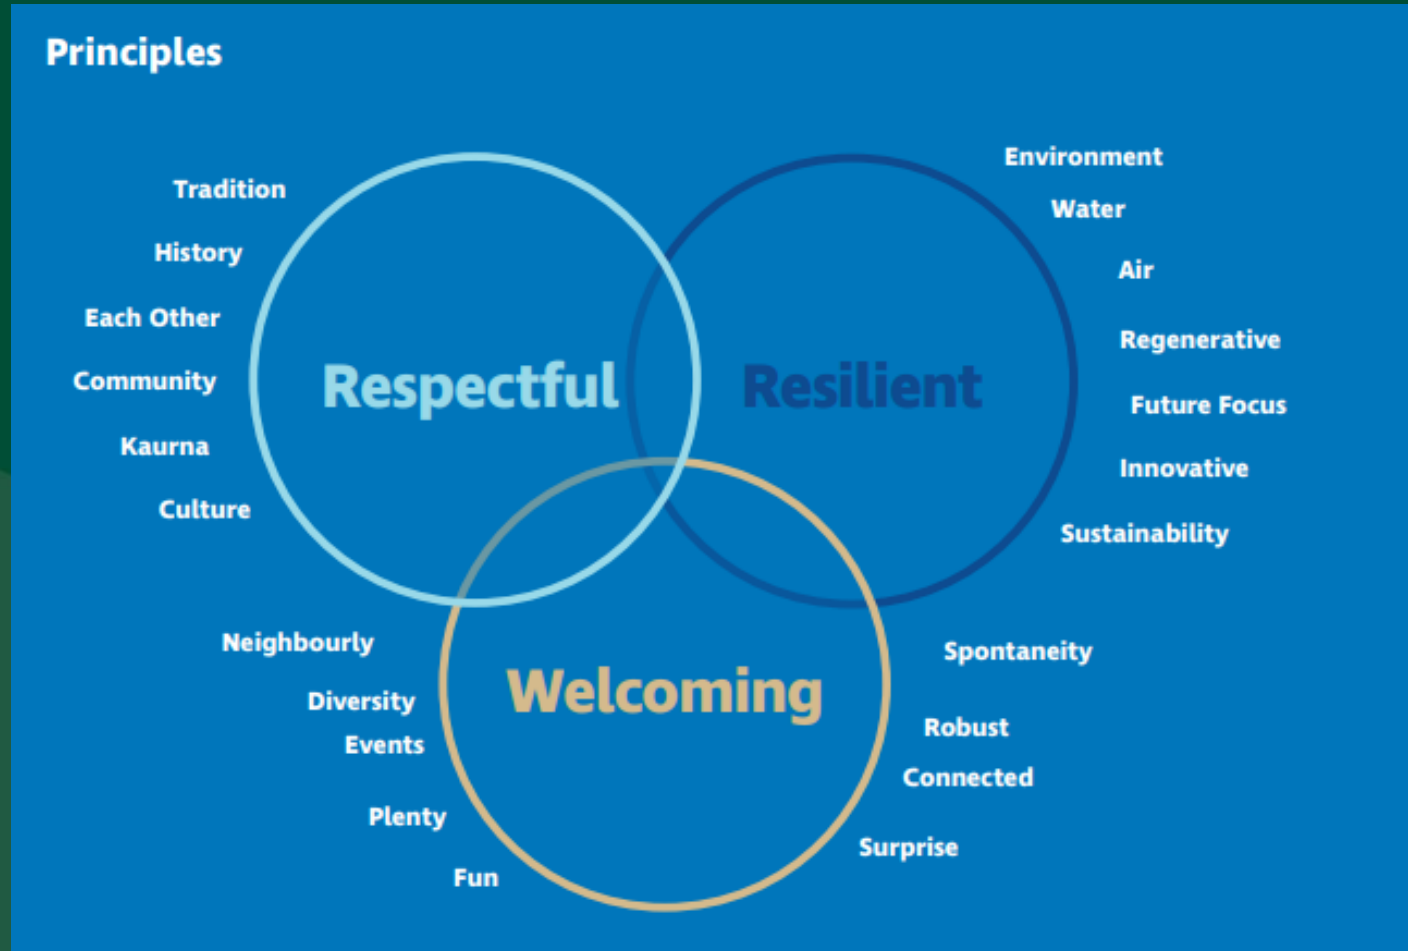 Principles
Tradition
History
Each Other
Community
Kaurna
Culture
Respectful
Resilient
Environment
Water
Air
Regenerative
Future Focus
Innovative
Sustainability
Neighbourly
Diversity
Events
Plenty
Fun
Welcoming
Spontaneity
Robust
Connected
Surprise